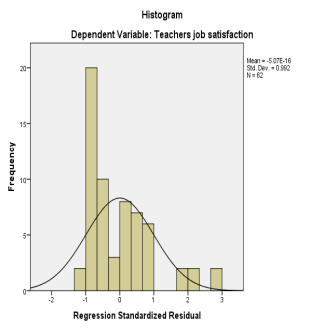 Histogram
Dependent Variable: Teachers job satisfaction
Mean = -5.07E-16
Std. Dev. = 0.992
N = 62
20
15
10
5
0
Frequency
-2 -1 0 1 2 3
Regression Standardized Residual